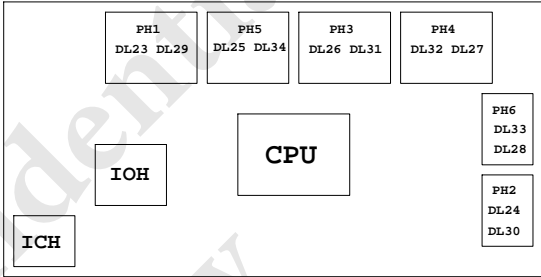 PH1
DL23 DL29
PH5
DL25 DL34
PH3
DL26 DL31
PH4
DL32 DL27
PH6
DL33
DL28
CPU
IOH
PH2
DL24
DL30
ICH